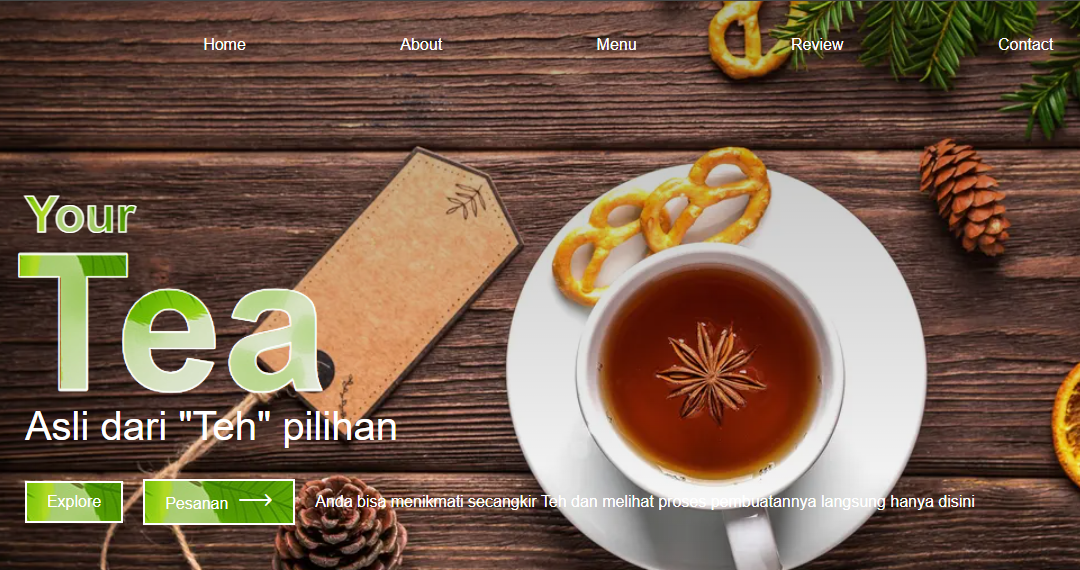 Home About Menu Review Contact
Your
Tea
Asli dari "Teh" pilihan
Explore Pesanan ⟶ Anda bisa menikmati secangkir Teh dan melihat proses pembuatannya langsung hanya disini